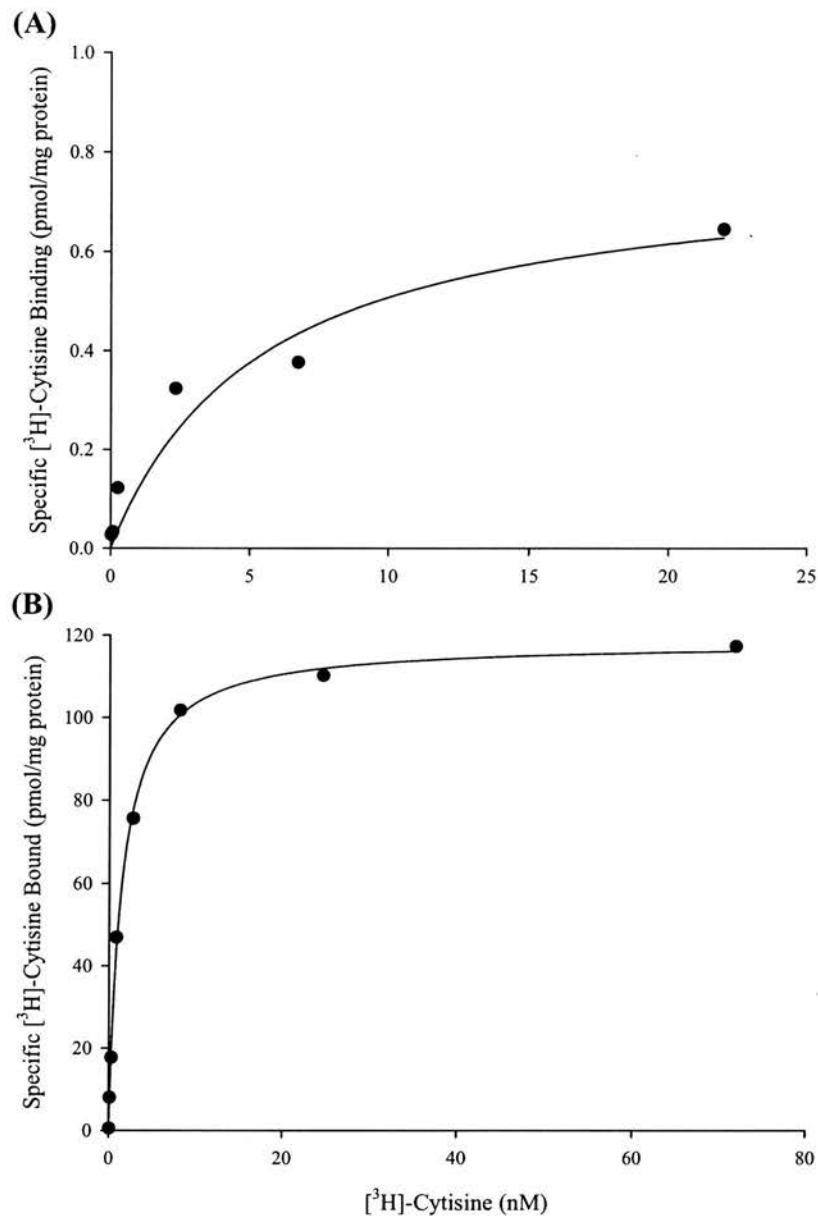 (A)
Specific [³H]-Cytisine Binding (pmol/mg protein)
1.0
0.8
0.6
0.4
0.2
0.0
0 5 10 15 20 25
(B)
Specific [³H]-Cytisine Bound (pmol/mg protein)
120
100
80
60
40
20
0
0 20 40 60 80
[³H]-Cytisine (nM)